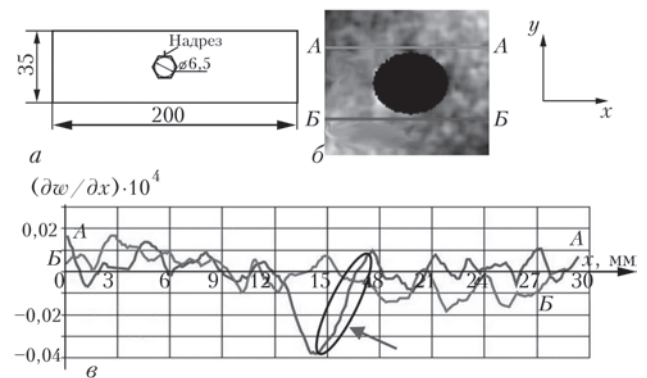 Надрез
⌀6,5
35
200
а
А А
Б Б
б
y
x
(∂w/∂x)·10⁴
0,02
А
Б
0 3 6 9 12 15 18 21 24 27 30
А
x, мм
Б
−0,02
−0,04
в